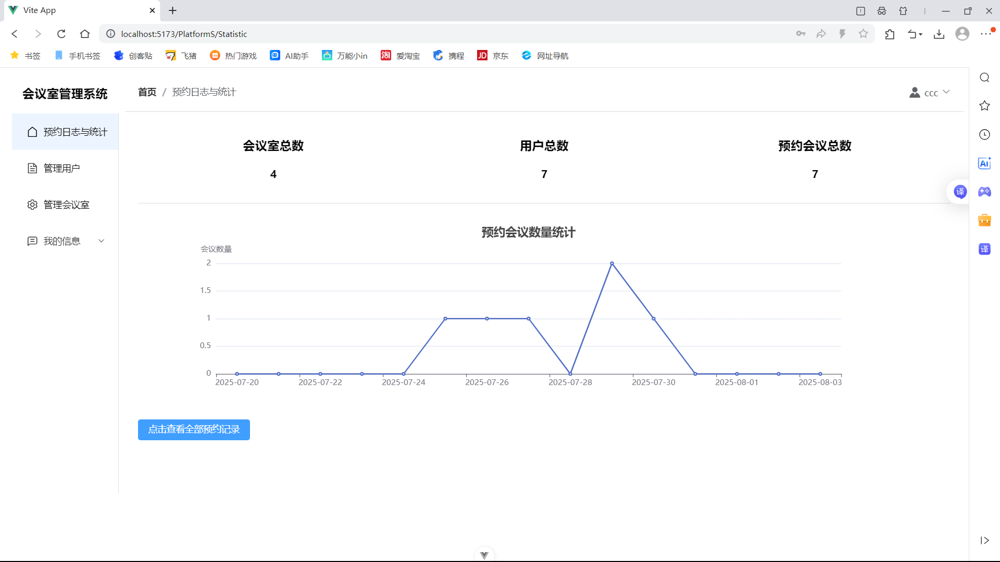 Vite App
1
localhost:5173/PlatformS/Statistic
书签 手机书签 创客贴 飞猪 热门游戏 AI助手 万能小in 淘 爱淘宝 携程 JD 京东 网址导航
会议室管理系统
首页 / 预约日志与统计
ccc
预约日志与统计
管理用户
管理会议室
我的信息
会议室总数 用户总数 预约会议总数
4 7 7
AI
译
译
预约会议数量统计
会议数量
2
1.5
1
0.5
0
2025-07-20 2025-07-22 2025-07-24 2025-07-26 2025-07-28 2025-07-30 2025-08-01 2025-08-03
点击查看全部预约记录